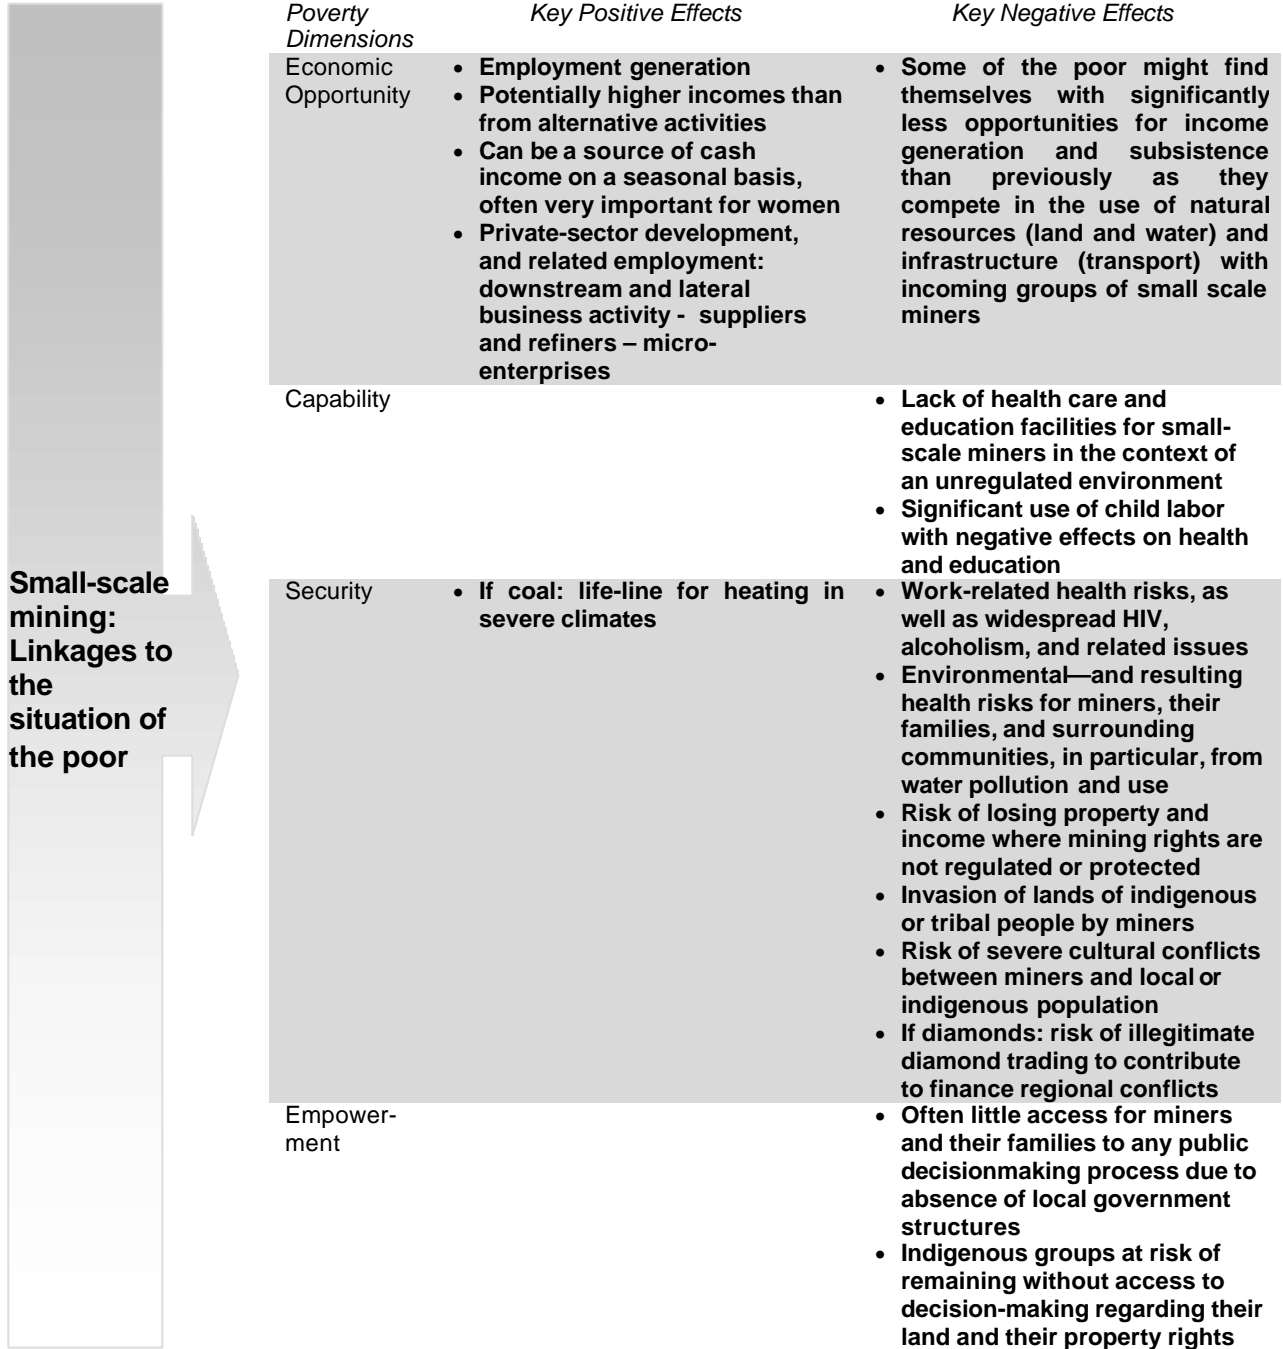 Poverty
Dimensions
Key Positive Effects
Key Negative Effects
Small-scale
mining:
Linkages to
the
situation of
the poor
Economic
Opportunity
• Employment generation
• Potentially higher incomes than
from alternative activities
• Can be a source of cash
income on a seasonal basis,
often very important for women
• Private-sector development,
and related employment:
downstream and lateral
business activity - suppliers
and refiners – micro-
enterprises
• Some of the poor might find
themselves with significantly
less opportunities for income
generation and subsistence
than previously as they
compete in the use of natural
resources (land and water) and
infrastructure (transport) with
incoming groups of small scale
miners
Capability
• Lack of health care and
education facilities for small-
scale miners in the context of
an unregulated environment
• Significant use of child labor
with negative effects on health
and education
Security
• If coal: life-line for heating in
severe climates
• Work-related health risks, as
well as widespread HIV,
alcoholism, and related issues
• Environmental—and resulting
health risks for miners, their
families, and surrounding
communities, in particular, from
water pollution and use
• Risk of losing property and
income where mining rights are
not regulated or protected
• Invasion of lands of indigenous
or tribal people by miners
• Risk of severe cultural conflicts
between miners and local or
indigenous population
• If diamonds: risk of illegitimate
diamond trading to contribute
to finance regional conflicts
Empower-
ment
• Often little access for miners
and their families to any public
decisionmaking process due to
absence of local government
structures
• Indigenous groups at risk of
remaining without access to
decision-making regarding their
land and their property rights